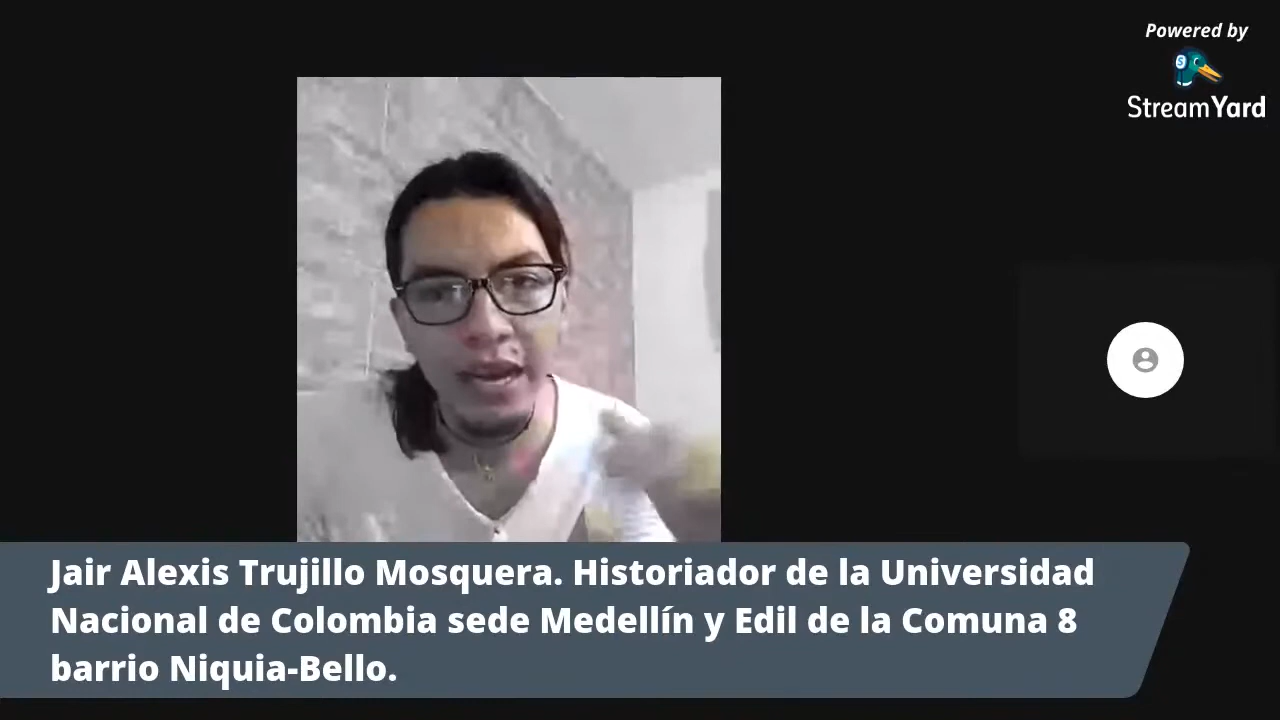 Powered by
StreamYard
Jair Alexis Trujillo Mosquera. Historiador de la Universidad
Nacional de Colombia sede Medellín y Edil de la Comuna 8
barrio Niquia-Bello.